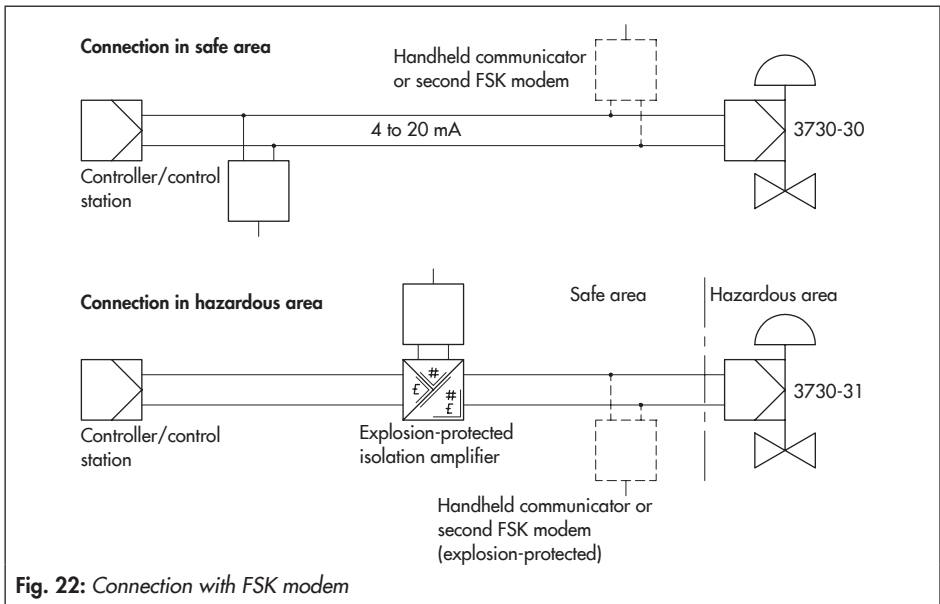 Connection in safe area
Handheld communicator
or second FSK modem
4 to 20 mA
3730-30
Controller/control
station
Connection in hazardous area
Safe area
Hazardous area
3730-31
Controller/control
station
Explosion-protected
isolation amplifier
Handheld communicator or
second FSK modem
(explosion-protected)
Fig. 22: Connection with FSK modem